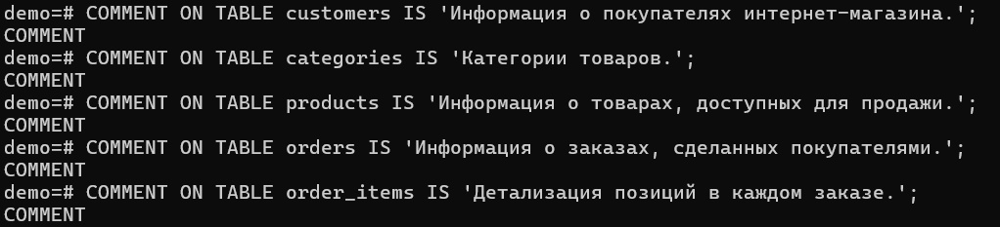 demo=# COMMENT ON TABLE customers IS 'Информация о покупателях интернет-магазина.';
COMMENT
demo=# COMMENT ON TABLE categories IS 'Категории товаров.';
COMMENT
demo=# COMMENT ON TABLE products IS 'Информация о товарах, доступных для продажи.';
COMMENT
demo=# COMMENT ON TABLE orders IS 'Информация о заказах, сделанных покупателями.';
COMMENT
demo=# COMMENT ON TABLE order_items IS 'Детализация позиций в каждом заказе.';
COMMENT